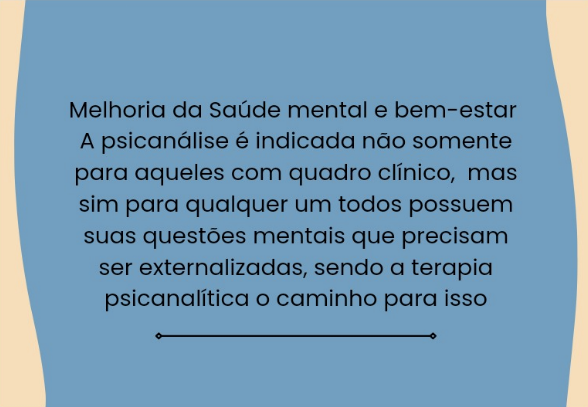 Melhoria da Saúde mental e bem-estar
A psicanálise é indicada não somente
para aqueles com quadro clínico,  mas
sim para qualquer um todos possuem
suas questões mentais que precisam
ser externalizadas, sendo a terapia
psicanalítica o caminho para isso